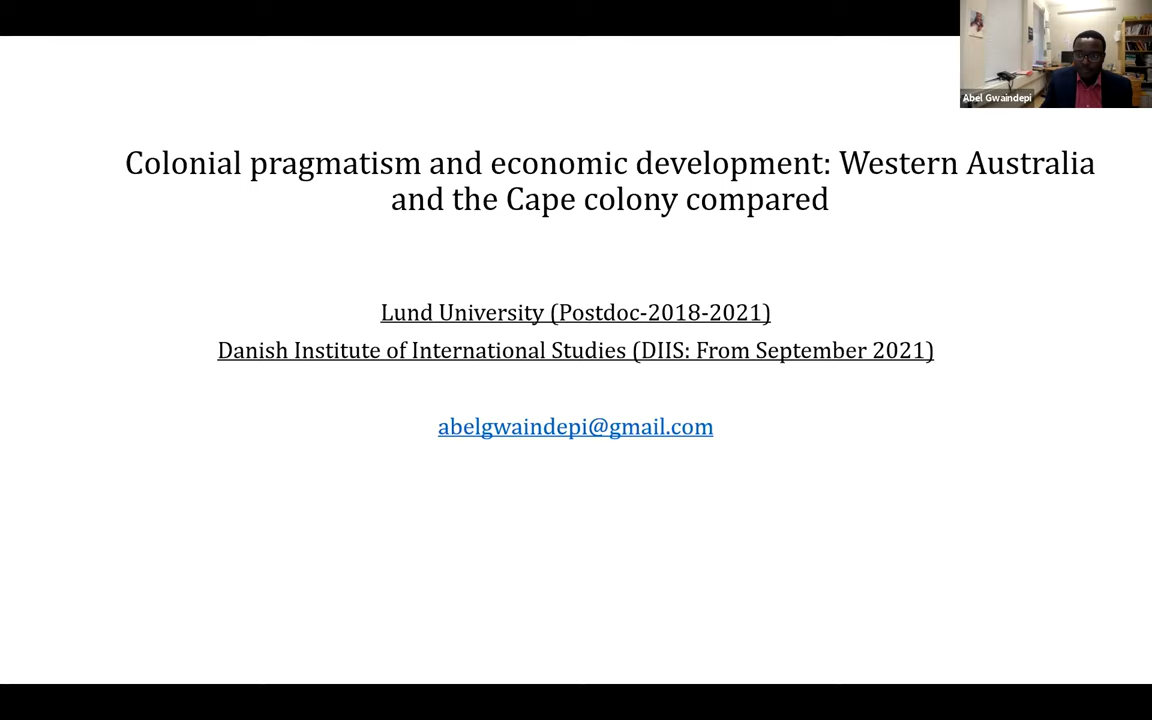 Abel Gwaindepi
Colonial pragmatism and economic development: Western Australia
and the Cape colony compared
Lund University (Postdoc-2018-2021)
Danish Institute of International Studies (DIIS: From September 2021)
abelgwaindepi@gmail.com